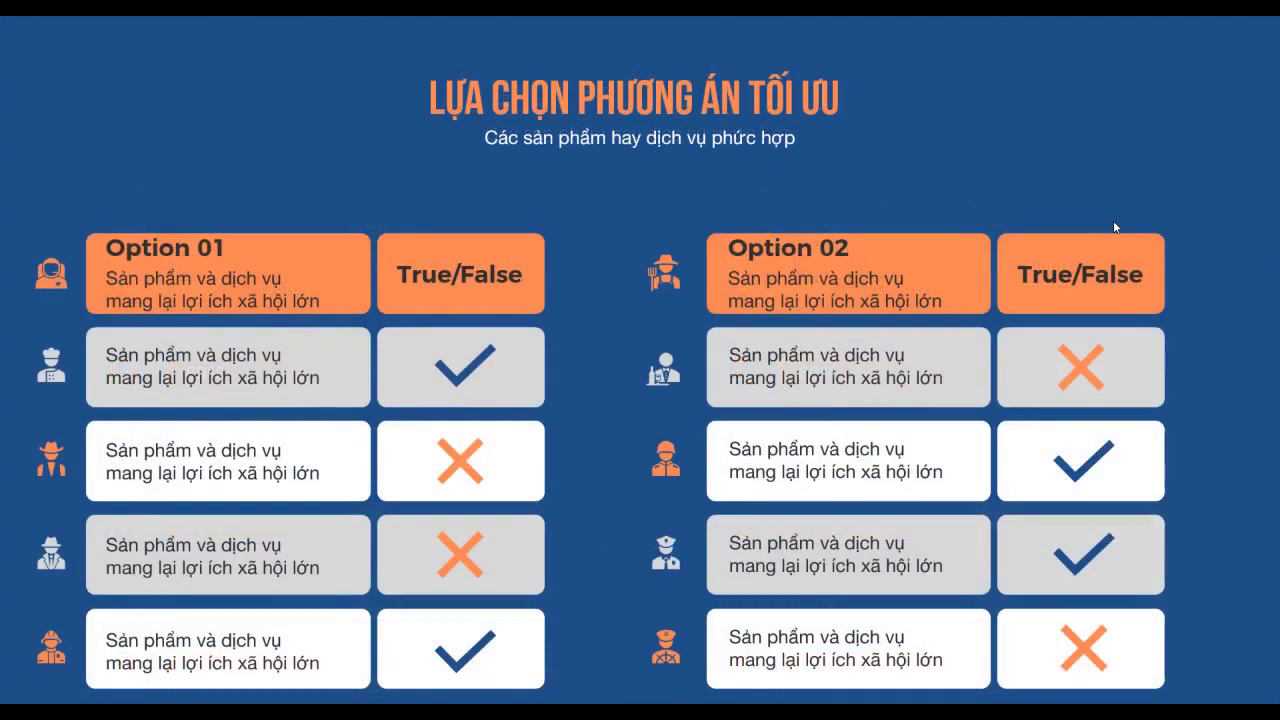 LỰA CHỌN PHƯƠNG ÁN TỐI ƯU
Các sản phẩm hay dịch vụ phức hợp
Option 01
Sản phẩm và dịch vụ
mang lại lợi ích xã hội lớn
True/False
Sản phẩm và dịch vụ
mang lại lợi ích xã hội lớn
Sản phẩm và dịch vụ
mang lại lợi ích xã hội lớn
Sản phẩm và dịch vụ
mang lại lợi ích xã hội lớn
Sản phẩm và dịch vụ
mang lại lợi ích xã hội lớn
Option 02
Sản phẩm và dịch vụ
mang lại lợi ích xã hội lớn
True/False
Sản phẩm và dịch vụ
mang lại lợi ích xã hội lớn
Sản phẩm và dịch vụ
mang lại lợi ích xã hội lớn
Sản phẩm và dịch vụ
mang lại lợi ích xã hội lớn
Sản phẩm và dịch vụ
mang lại lợi ích xã hội lớn